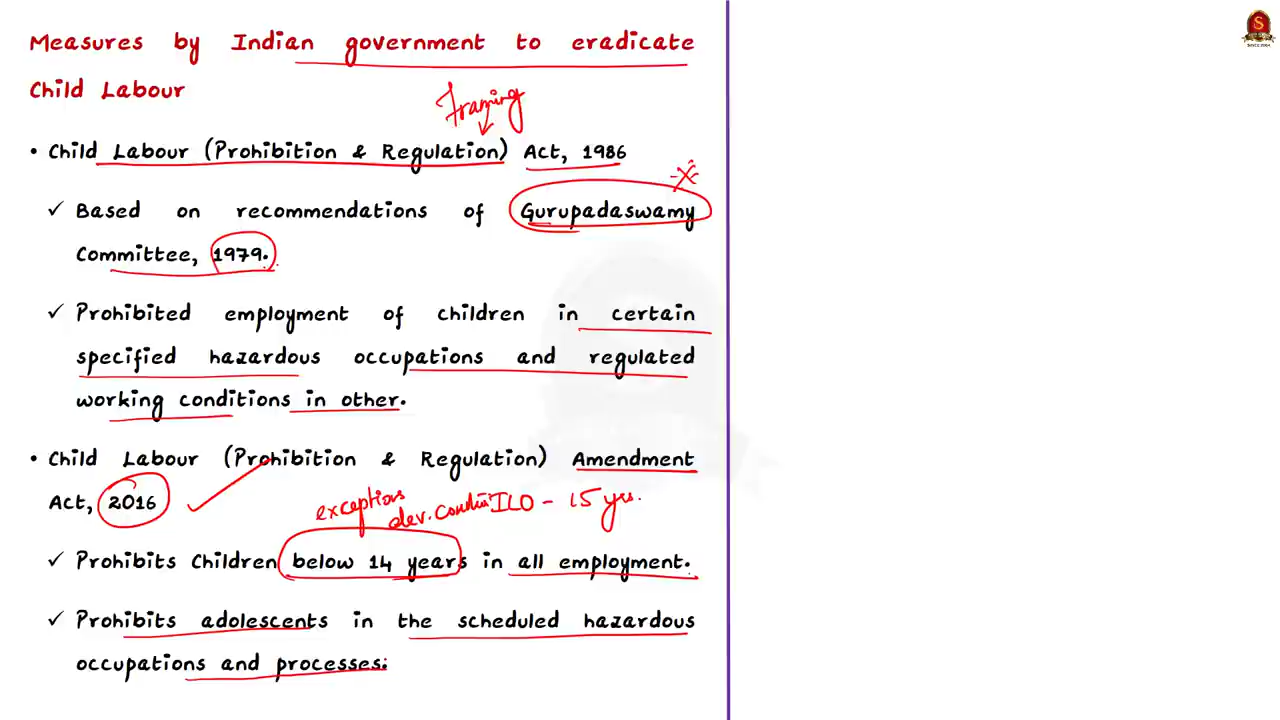 Measures by Indian government to eradicate
Child Labour
Framing
• Child Labour (Prohibition & Regulation) Act, 1986
✓ Based on recommendations of Gurupadaswamy
Committee, 1979.
✓ Prohibited employment of children in certain
specified hazardous occupations and regulated
working conditions in other.
• Child Labour (Prohibition & Regulation) Amendment
Act, 2016
exceptions
dev. ILO - 15 yrs.
✓ Prohibits Children below 14 years in all employment.
✓ Prohibits adolescents in the scheduled hazardous
occupations and processes.